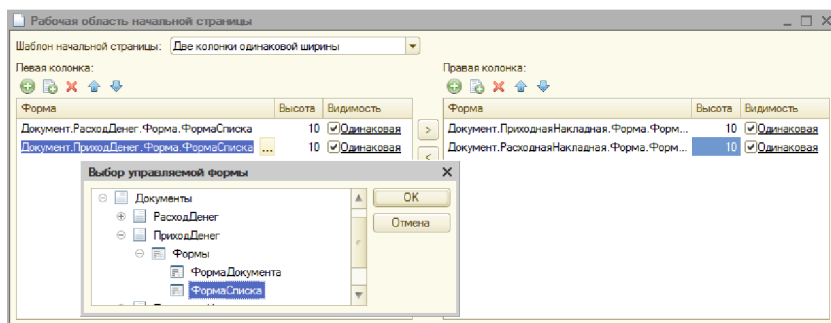 Рабочая область начальной страницы
Шаблон начальной страницы: Две колонки одинаковой ширины
Левая колонка:
Форма Высота Видимость
Документ.РасходДенег.Форма.ФормаСписка 10 Одинаковая
Документ.ПриходДенег.Форма.ФормаСписка ... 10 Одинаковая
Правая колонка:
Форма Высота Видимость
Документ.ПриходнаяНакладная.Форма.Форм... 10 Одинаковая
Документ.РасходнаяНакладная.Форма.Форм... 10 Одинаковая
Выбор управляемой формы
Документы
РасходДенег
ПриходДенег
Формы
ФормаДокумента
ФормаСписка
OK
Отмена